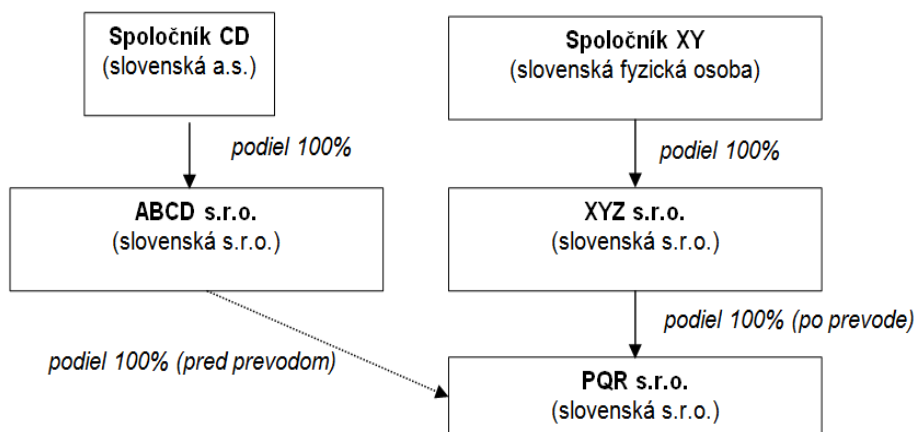 Spoločník CD
(slovenská a.s.)
Spoločník XY
(slovenská fyzická osoba)
podiel 100%
podiel 100%
ABCD s.r.o.
(slovenská s.r.o.)
XYZ s.r.o.
(slovenská s.r.o.)
podiel 100% (po prevode)
podiel 100% (pred prevodom)
PQR s.r.o.
(slovenská s.r.o.)